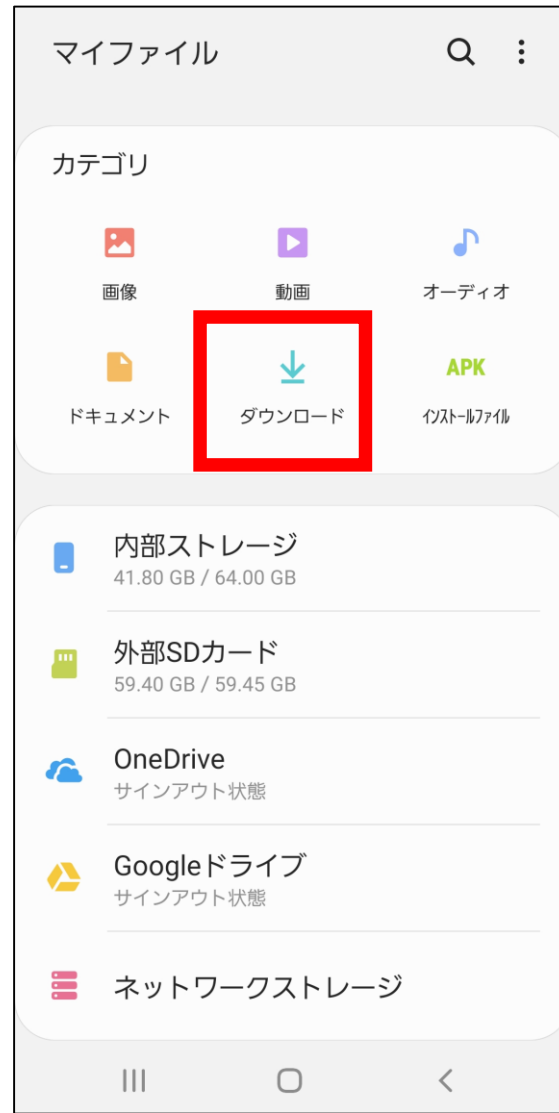 マイファイル
カテゴリ
画像
動画
オーディオ
ドキュメント
ダウンロード
APK
インストールファイル
内部ストレージ
41.80 GB / 64.00 GB
外部SDカード
59.40 GB / 59.45 GB
OneDrive
サインアウト状態
Googleドライブ
サインアウト状態
ネットワークストレージ